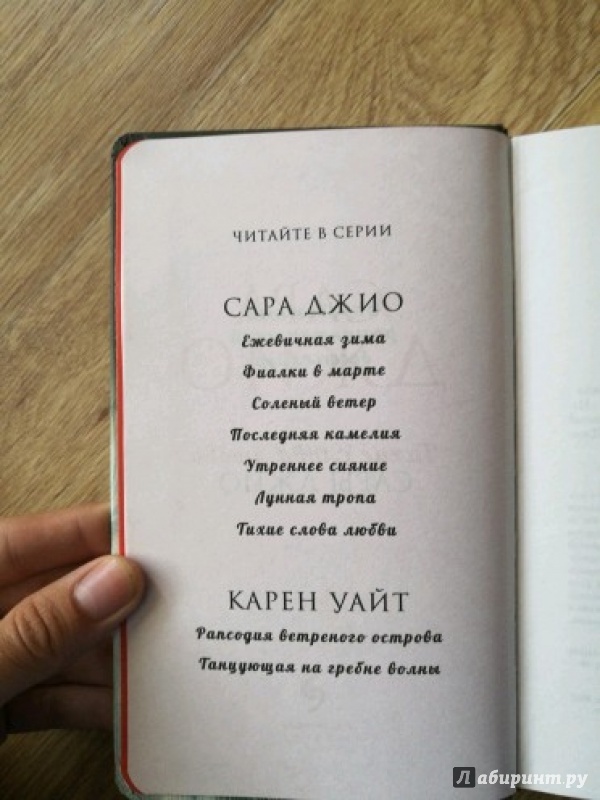 ЧИТАЙТЕ В СЕРИИ
САРА ДЖИО
Ежевичная зима
Фиалки в марте
Соленый ветер
Последняя камелия
Утреннее сияние
Лунная тропа
Тихие слова любви
КАРЕН УАЙТ
Рапсодия ветреного острова
Танцующая на гребне волны
Лабиринт.ру